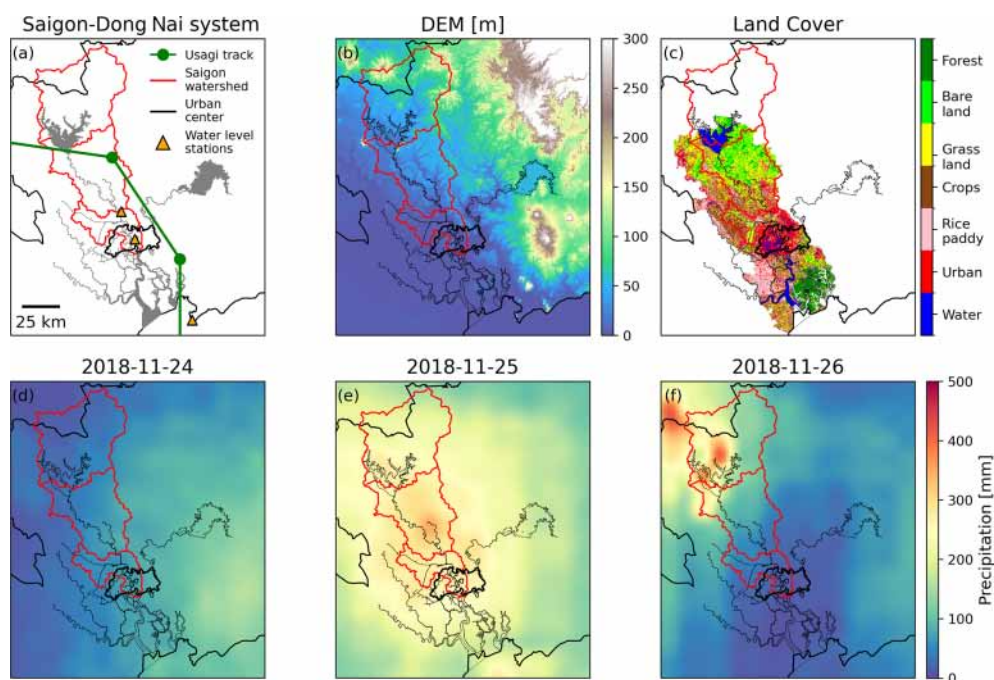 Saigon-Dong Nai system
(a)
Usagi track
Saigon
watershed
Urban
center
Water level
stations
25 km
DEM [m]
(b)
300
250
200
150
100
50
0
Land Cover
(c)
Forest
Bare
land
Grass
land
Crops
Rice
paddy
Urban
Water
2018-11-24
(d)
2018-11-25
(e)
2018-11-26
(f)
500
400
300
200
100
0
Precipitation [mm]